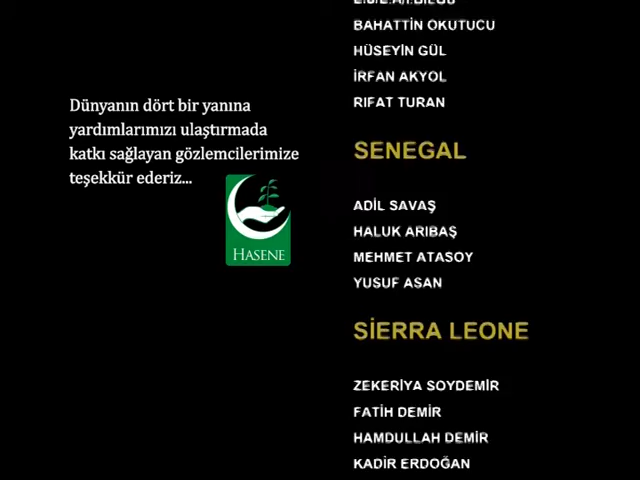 Dünyanın dört bir yanına
yardımlarımızı ulaştırmada
katkı sağlayan gözlemcilerimize
teşekkür ederiz...
HASENE
BAHATTİN OKUTUCU
HÜSEYİN GÜL
İRFAN AKYOL
RIFAT TURAN
SENEGAL
ADİL SAVAŞ
HALUK ARIBAŞ
MEHMET ATASOY
YUSUF ASAN
SİERRA LEONE
ZEKERİYA SOYDEMİR
FATİH DEMİR
HAMDULLAH DEMİR
KADİR ERDOĞAN